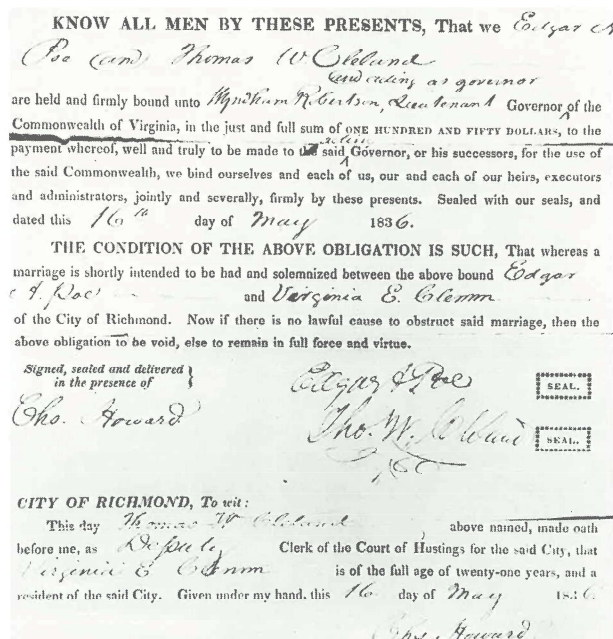 KNOW ALL MEN BY THESE PRESENTS, That we Edgar A
Poe (and) Thomas W Cleland
and acting as governor
are held and firmly bound unto Wyndham Robertson, Lieutenant Governor of the
Commonwealth of Virginia, in the just and full sum of ONE HUNDRED AND FIFTY DOLLARS, to the
payment whereof, well and truly to be made to the said acting Governor, or his successors, for the use of
the said Commonwealth, we bind ourselves and each of us, our and each of our heirs, executors
and administrators, jointly and severally, firmly by these presents. Sealed with our seals, and
dated this 16th day of May 1836.
THE CONDITION OF THE ABOVE OBLIGATION IS SUCH, That whereas a
marriage is shortly intended to be had and solemnized between the above bound Edgar
A. Poe and Virginia E. Clemm
of the City of Richmond. Now if there is no lawful cause to obstruct said marriage, then the
above obligation to be void, else to remain in full force and virtue.
Signed, sealed and delivered
in the presence of
Edgar A Poe SEAL.
Chs. Howard
Tho. W. Cleland SEAL.
CITY OF RICHMOND, To wit:
This day Thomas W. Cleland above named, made oath
before me, as Deputy Clerk of the Court of Hustings for the said City, that
Virginia E. Clemm is of the full age of twenty-one years, and a
resident of the said City. Given under my hand, this 16 day of May 1836.
Chs Howard